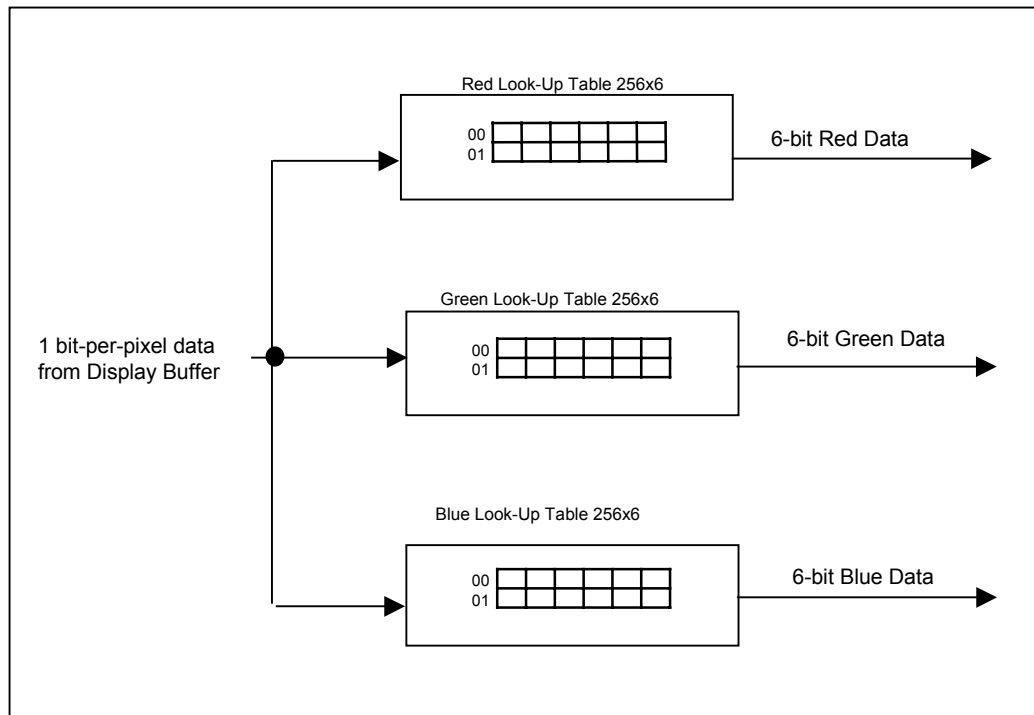 Red Look-Up Table 256x6
00
01
6-bit Red Data
Green Look-Up Table 256x6
00
01
6-bit Green Data
1 bit-per-pixel data
from Display Buffer
Blue Look-Up Table 256x6
00
01
6-bit Blue Data